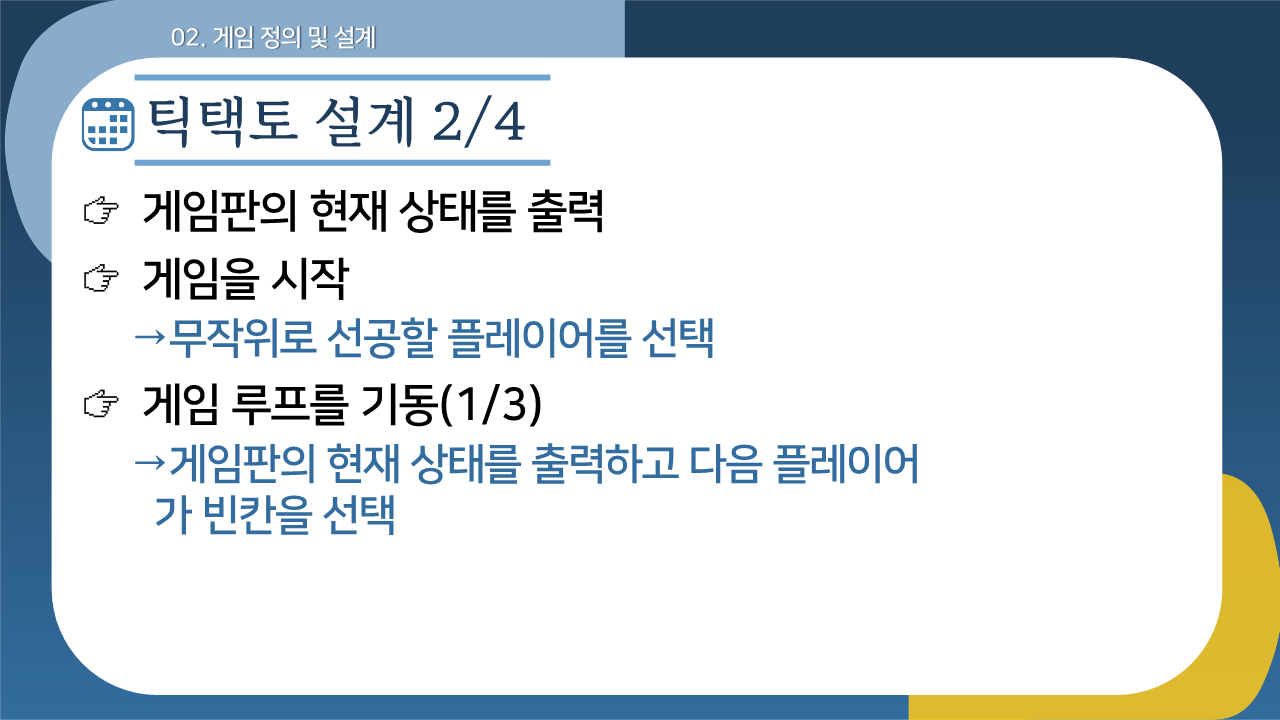 02. 게임 정의 및 설계
틱택토 설계 2/4
☞ 게임판의 현재 상태를 출력
☞ 게임을 시작
→무작위로 선공할 플레이어를 선택
☞ 게임 루프를 기동(1/3)
→게임판의 현재 상태를 출력하고 다음 플레이어
가 빈칸을 선택